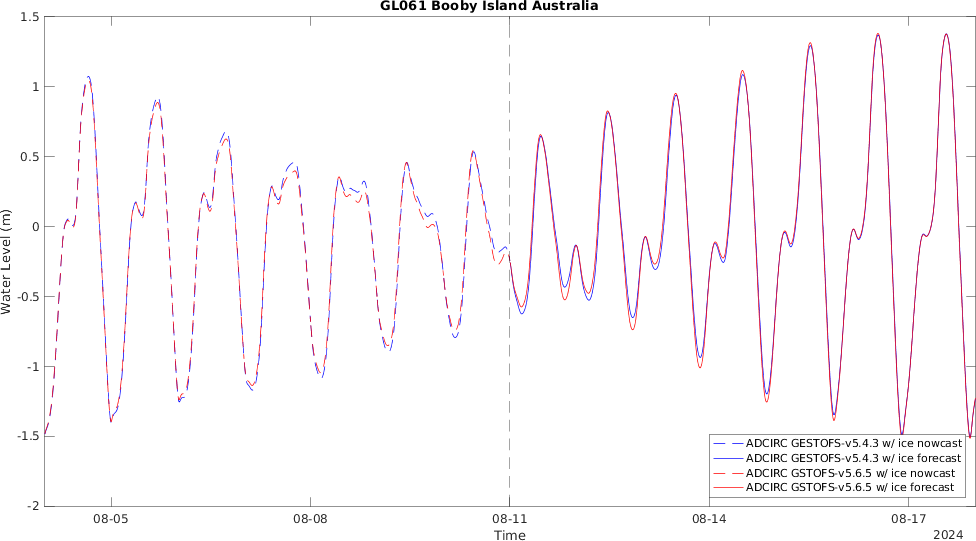 GL061 Booby Island Australia
1.5
1
0.5
0
-0.5
-1
-1.5
-2
Water Level (m)
ADCIRC GESTOFS-v5.4.3 w/ ice nowcast
ADCIRC GESTOFS-v5.4.3 w/ ice forecast
ADCIRC GSTOFS-v5.6.5 w/ ice nowcast
ADCIRC GSTOFS-v5.6.5 w/ ice forecast
08-05 08-08 08-11 08-14 08-17
Time 2024